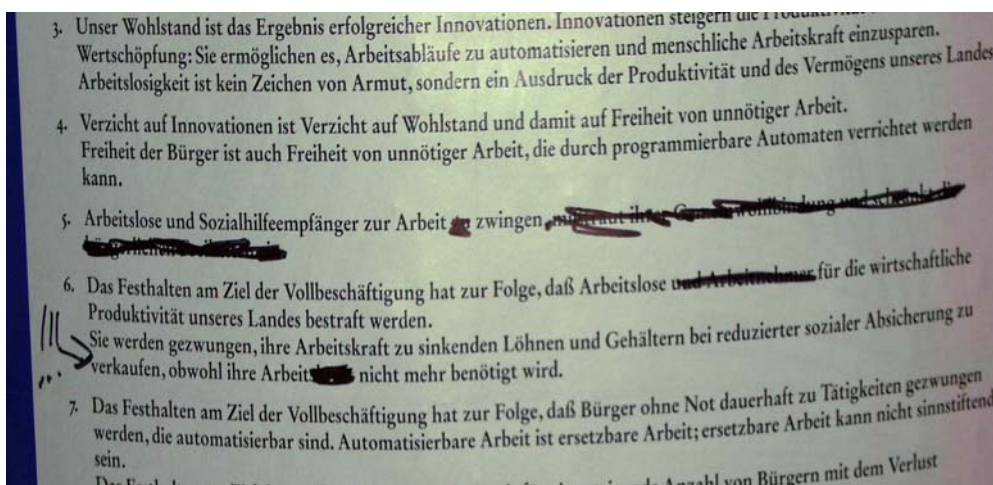 3. Unser Wohlstand ist das Ergebnis erfolgreicher Innovationen. Innovationen steigern die
Wertschöpfung: Sie ermöglichen es, Arbeitsabläufe zu automatisieren und menschliche Arbeitskraft einzusparen.
Arbeitslosigkeit ist kein Zeichen von Armut, sondern ein Ausdruck der Produktivität und des Vermögens unseres Landes
4. Verzicht auf Innovationen ist Verzicht auf Wohlstand und damit auf Freiheit von unnötiger Arbeit.
Freiheit der Bürger ist auch Freiheit von unnötiger Arbeit, die durch programmierbare Automaten verrichtet werden
kann.
5. Arbeitslose und Sozialhilfeempfänger zur Arbeit zwingen
6. Das Festhalten am Ziel der Vollbeschäftigung hat zur Folge, daß Arbeitslose und Arbeitnehmer für die wirtschaftliche
Produktivität unseres Landes bestraft werden.
Sie werden gezwungen, ihre Arbeitskraft zu sinkenden Löhnen und Gehältern bei reduzierter sozialer Absicherung zu
verkaufen, obwohl ihre Arbeit nicht mehr benötigt wird.
7. Das Festhalten am Ziel der Vollbeschäftigung hat zur Folge, daß Bürger ohne Not dauerhaft zu Tätigkeiten gezwungen
werden, die automatisierbar sind. Automatisierbare Arbeit ist ersetzbare Arbeit; ersetzbare Arbeit kann nicht sinnstiftend
sein.
Anzahl von Bürgern mit dem Verlust